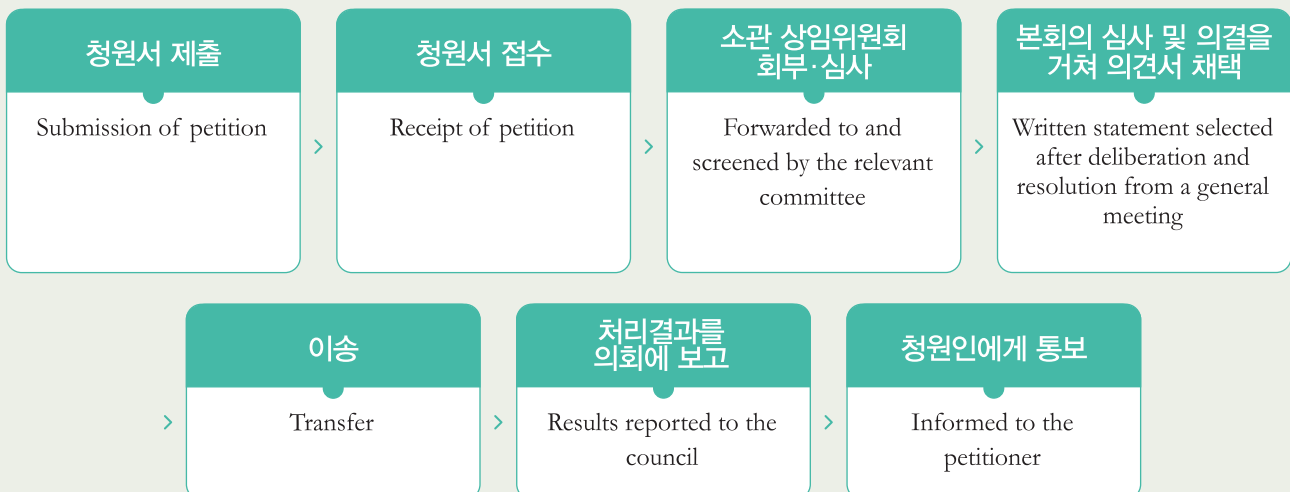 청원서 제출
Submission of petition
청원서 접수
Receipt of petition
소관 상임위원회
회부·심사
Forwarded to and
screened by the relevant
committee
본회의 심사 및 의결을
거쳐 의견서 채택
Written statement selected
after deliberation and
resolution from a general
meeting
이송
Transfer
처리결과를
의회에 보고
Results reported to the
council
청원인에게 통보
Informed to the
petitioner